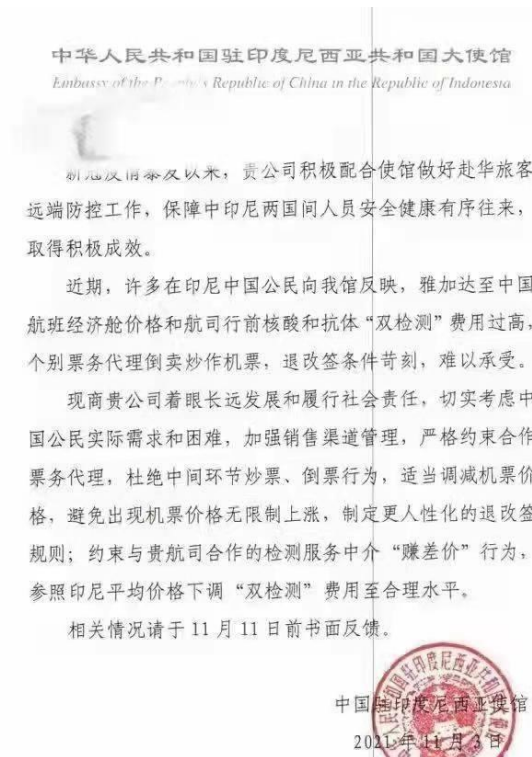 中华人民共和国驻印度尼西亚共和国大使馆
Embassy of the People's Republic of China in the Republic of Indonesia
新冠疫情暴发以来，贵公司积极配合使馆做好赴华旅客
远端防控工作，保障中印尼两国间人员安全健康有序往来，
取得积极成效。
近期，许多在印尼中国公民向我馆反映，雅加达至中国
航班经济舱价格和航司行前核酸和抗体“双检测”费用过高，
个别票务代理倒卖炒作机票，退改签条件苛刻，难以承受。
现商贵公司着眼长远发展和履行社会责任，切实考虑中
国公民实际需求和困难，加强销售渠道管理，严格约束合作
票务代理，杜绝中间环节炒票、倒票行为，适当调减机票价
格，避免出现机票价格无限制上涨，制定更人性化的退改签
规则；约束与贵航司合作的检测服务中介“赚差价”行为，
参照印尼平均价格下调“双检测”费用至合理水平。
相关情况请于11月11日前书面反馈。
中国驻印度尼西亚使馆
2021年11月3日